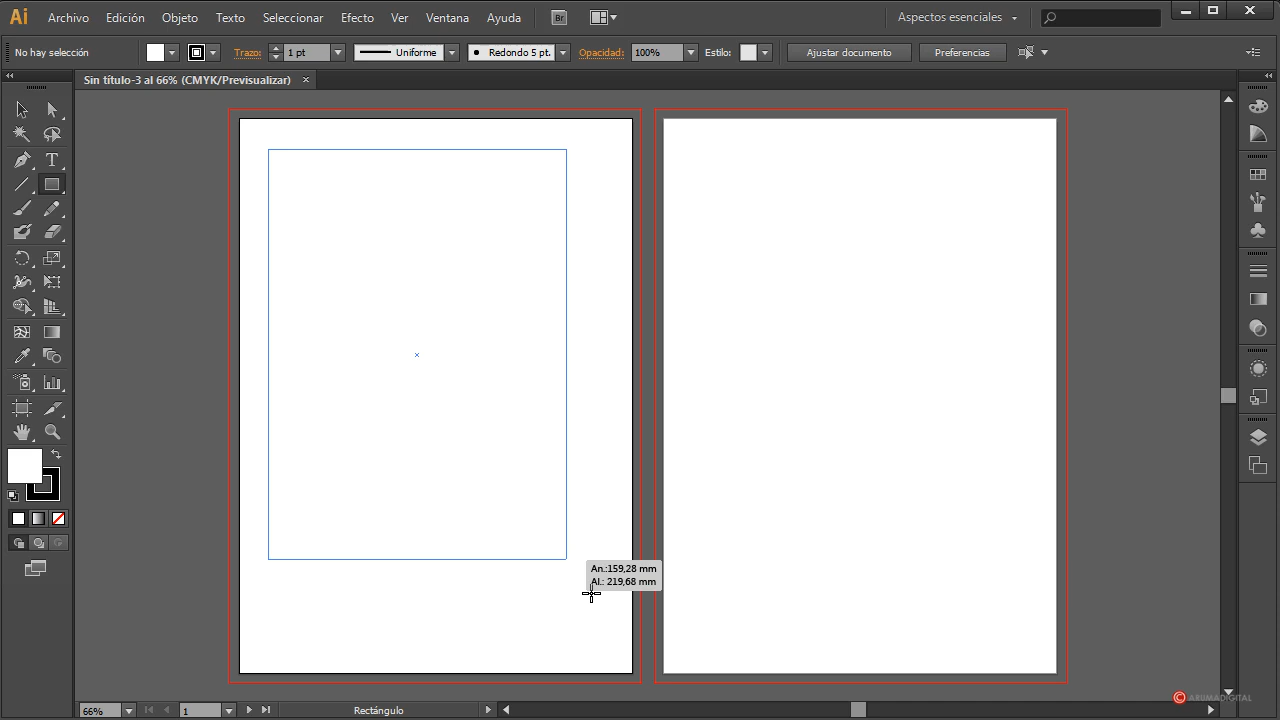 Ai Archivo Edición Objeto Texto Seleccionar Efecto Ver Ventana Ayuda Br Aspectos esenciales
No hay selección Trazo: 1 pt Uniforme Redondo 5 pt. Opacidad: 100% Estilo: Ajustar documento Preferencias
Sin título-3 al 66% (CMYK/Previsualizar)
T
An.:159,28 mm
Al.: 219,68 mm
© ARUMADIGITAL
66% 1 Rectángulo